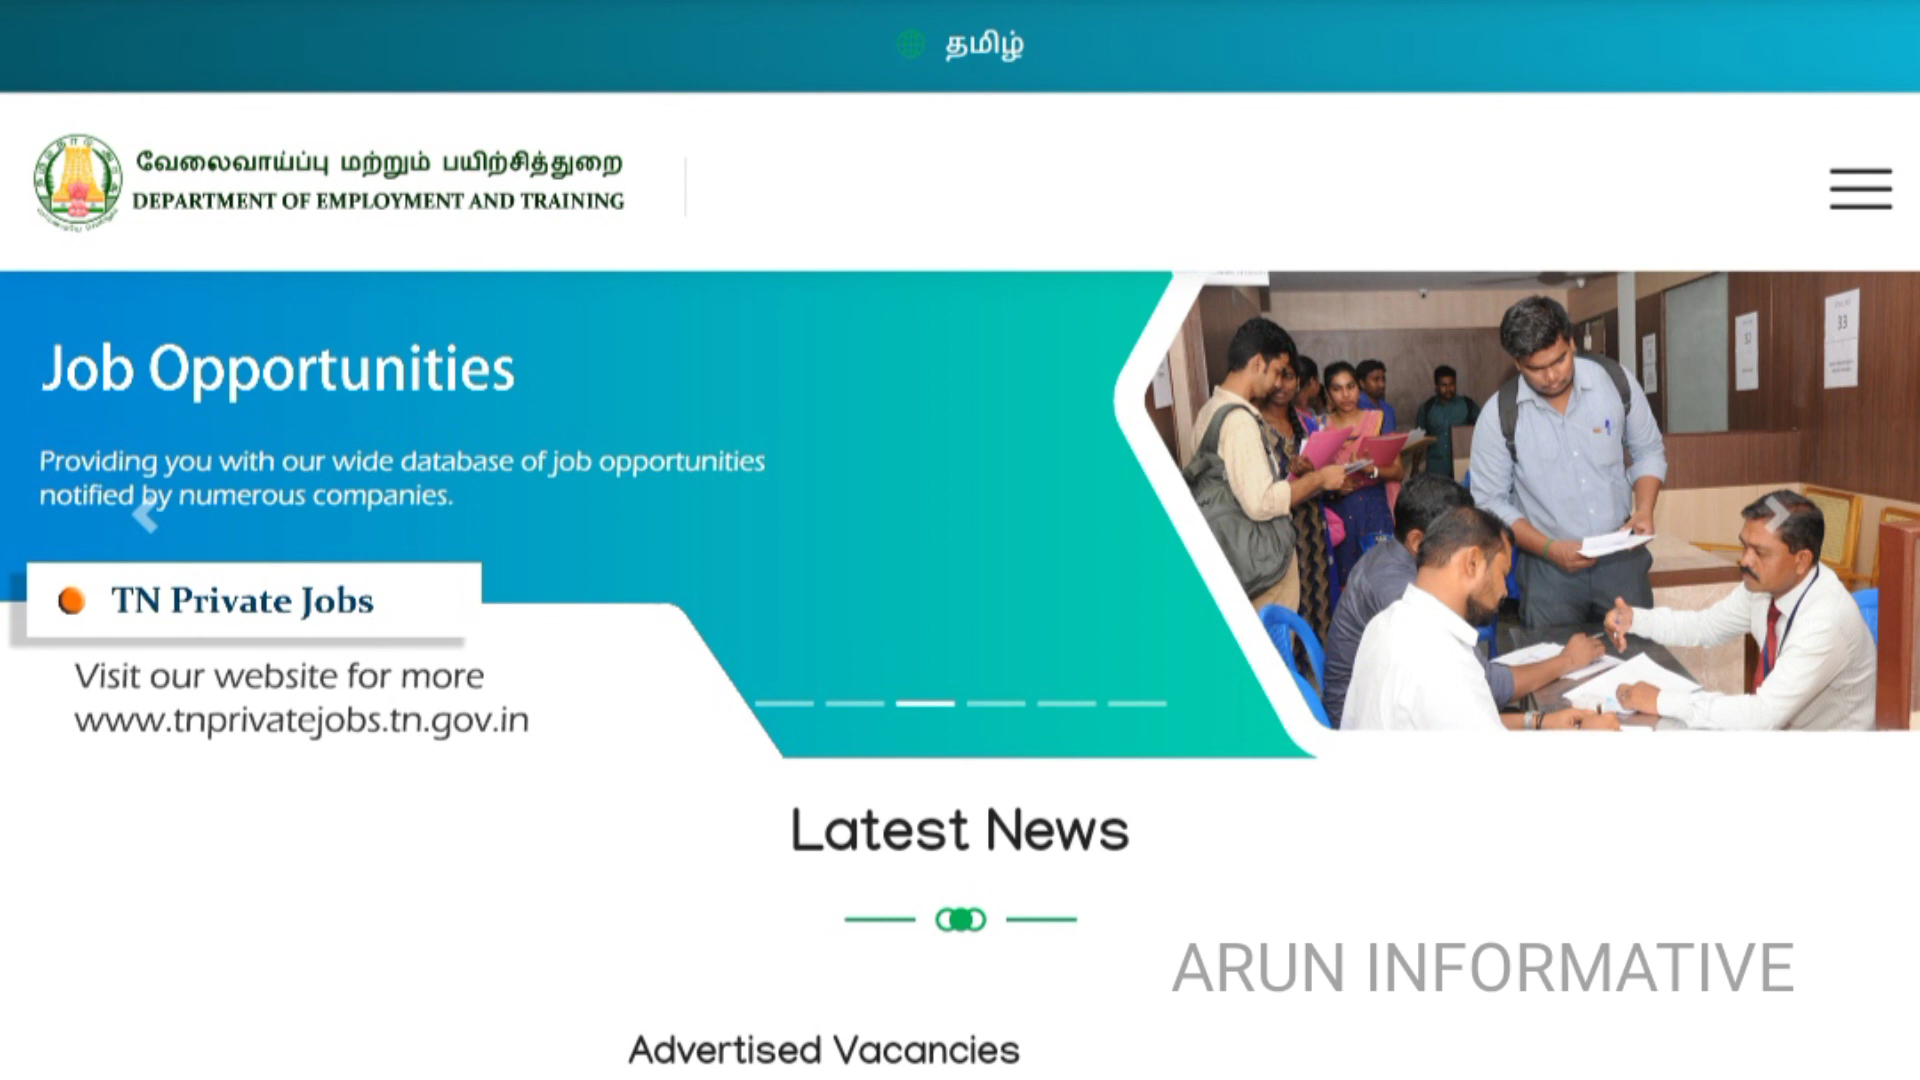 தமிழ்
வேலைவாய்ப்பு மற்றும் பயிற்சித்துறை
DEPARTMENT OF EMPLOYMENT AND TRAINING
Job Opportunities
Providing you with our wide database of job opportunities
notified by numerous companies.
33
TN Private Jobs
Visit our website for more
www.tnprivatejobs.tn.gov.in
Latest News
ARUN INFORMATIVE
Advertised Vacancies